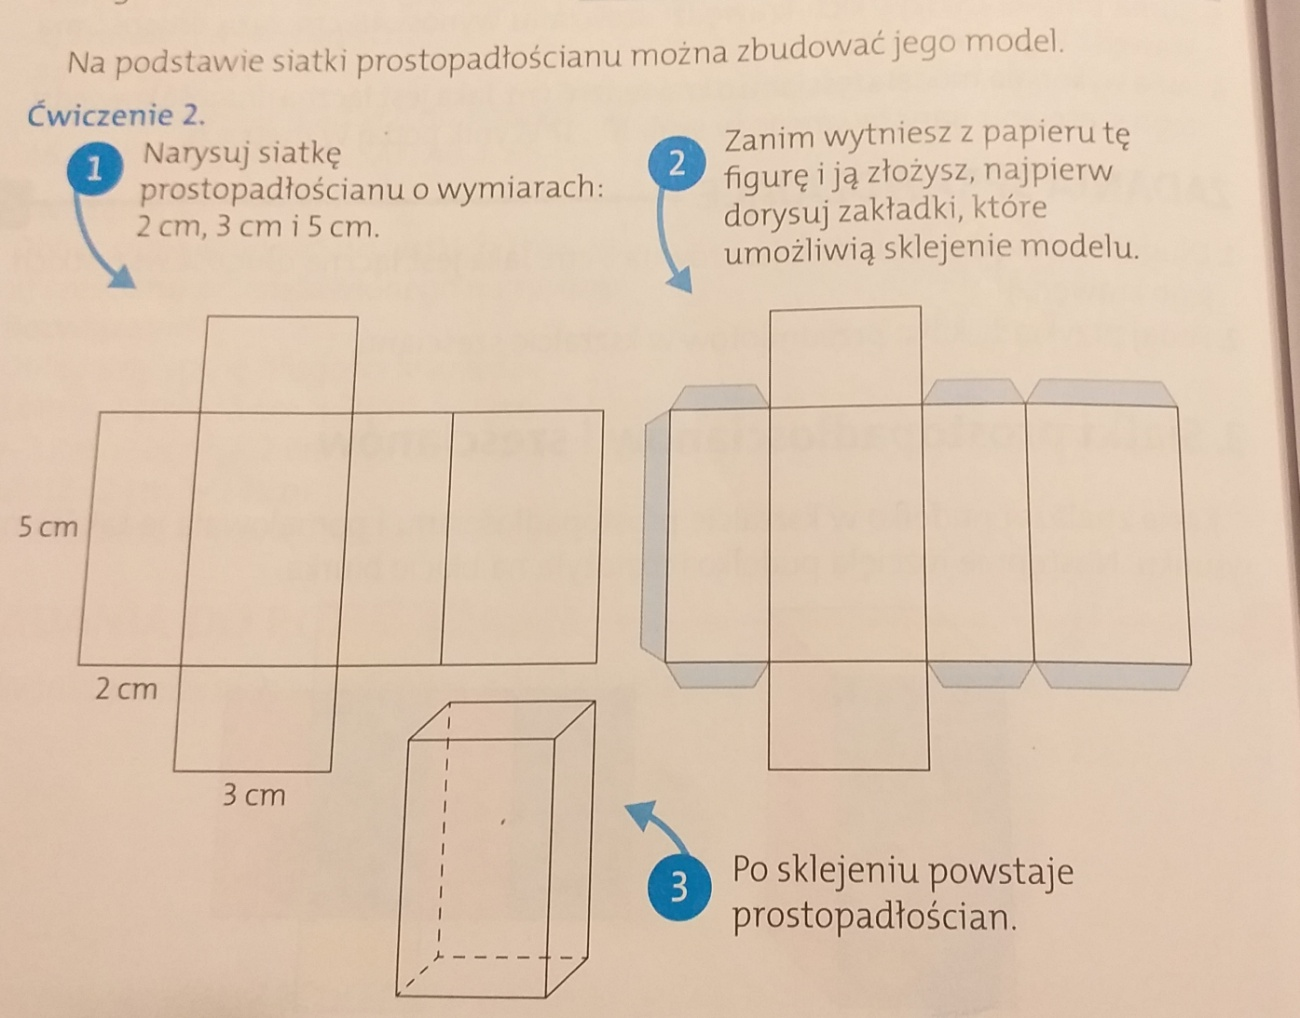 Na podstawie siatki prostopadłościanu można zbudować jego model.
Ćwiczenie 2.
1
Narysuj siatkę
prostopadłościanu o wymiarach:
2 cm, 3 cm i 5 cm.
2
Zanim wytniesz z papieru tę
figurę i ją złożysz, najpierw
dorysuj zakładki, które
umożliwią sklejenie modelu.
5 cm
2 cm
3 cm
3
Po sklejeniu powstaje
prostopadłościan.